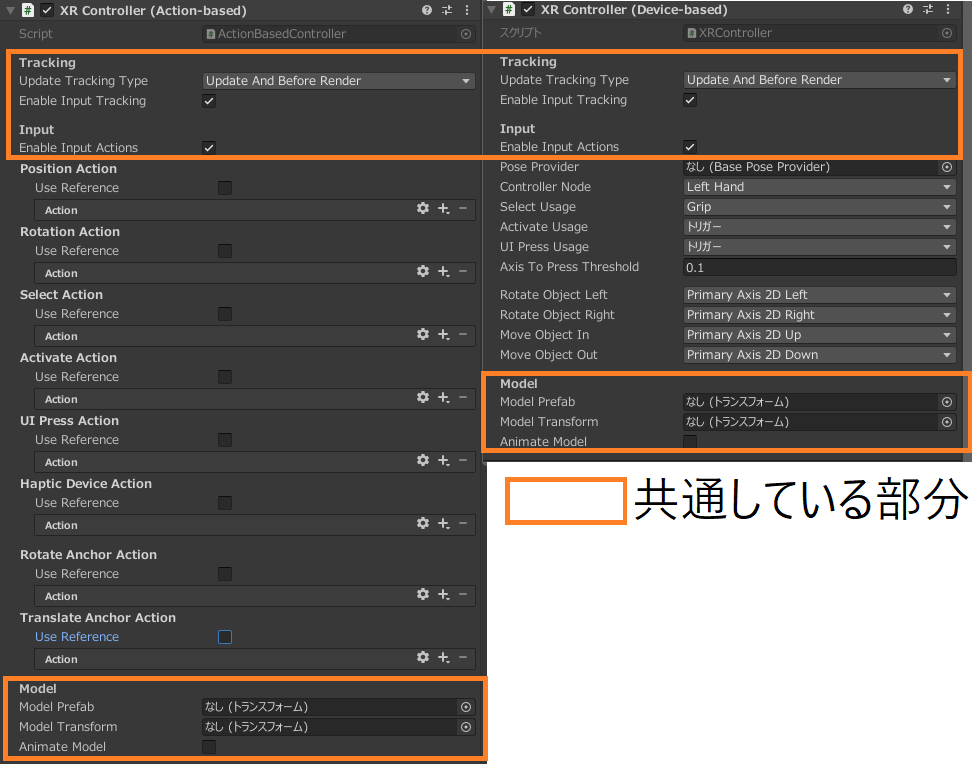 XR Controller (Action-based)
Script ActionBasedController
Tracking
Update Tracking Type Update And Before Render
Enable Input Tracking
Input
Enable Input Actions
Position Action
Use Reference
Action
Rotation Action
Use Reference
Action
Select Action
Use Reference
Action
Activate Action
Use Reference
Action
UI Press Action
Use Reference
Action
Haptic Device Action
Use Reference
Action
Rotate Anchor Action
Use Reference
Action
Translate Anchor Action
Use Reference
Action
Model
Model Prefab なし (トランスフォーム)
Model Transform なし (トランスフォーム)
Animate Model
XR Controller (Device-based)
スクリプト XRController
Tracking
Update Tracking Type Update And Before Render
Enable Input Tracking
Input
Enable Input Actions
Pose Provider なし (Base Pose Provider)
Controller Node Left Hand
Select Usage Grip
Activate Usage トリガー
UI Press Usage トリガー
Axis To Press Threshold 0.1
Rotate Object Left Primary Axis 2D Left
Rotate Object Right Primary Axis 2D Right
Move Object In Primary Axis 2D Up
Move Object Out Primary Axis 2D Down
Model
Model Prefab なし (トランスフォーム)
Model Transform なし (トランスフォーム)
Animate Model
共通している部分